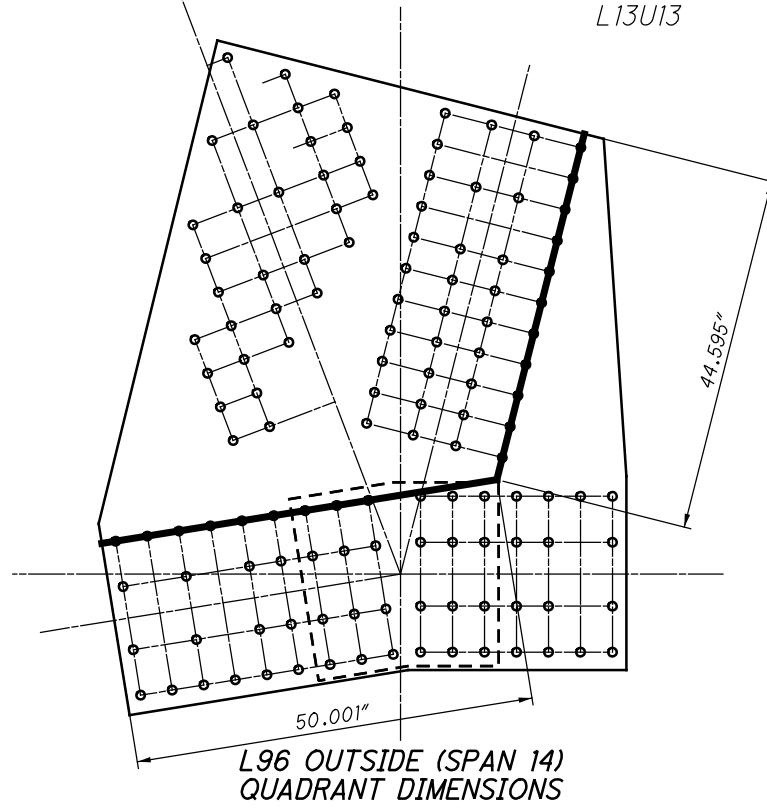 L13U13
44.595"
50.001"
L96 OUTSIDE (SPAN 14)
QUADRANT DIMENSIONS